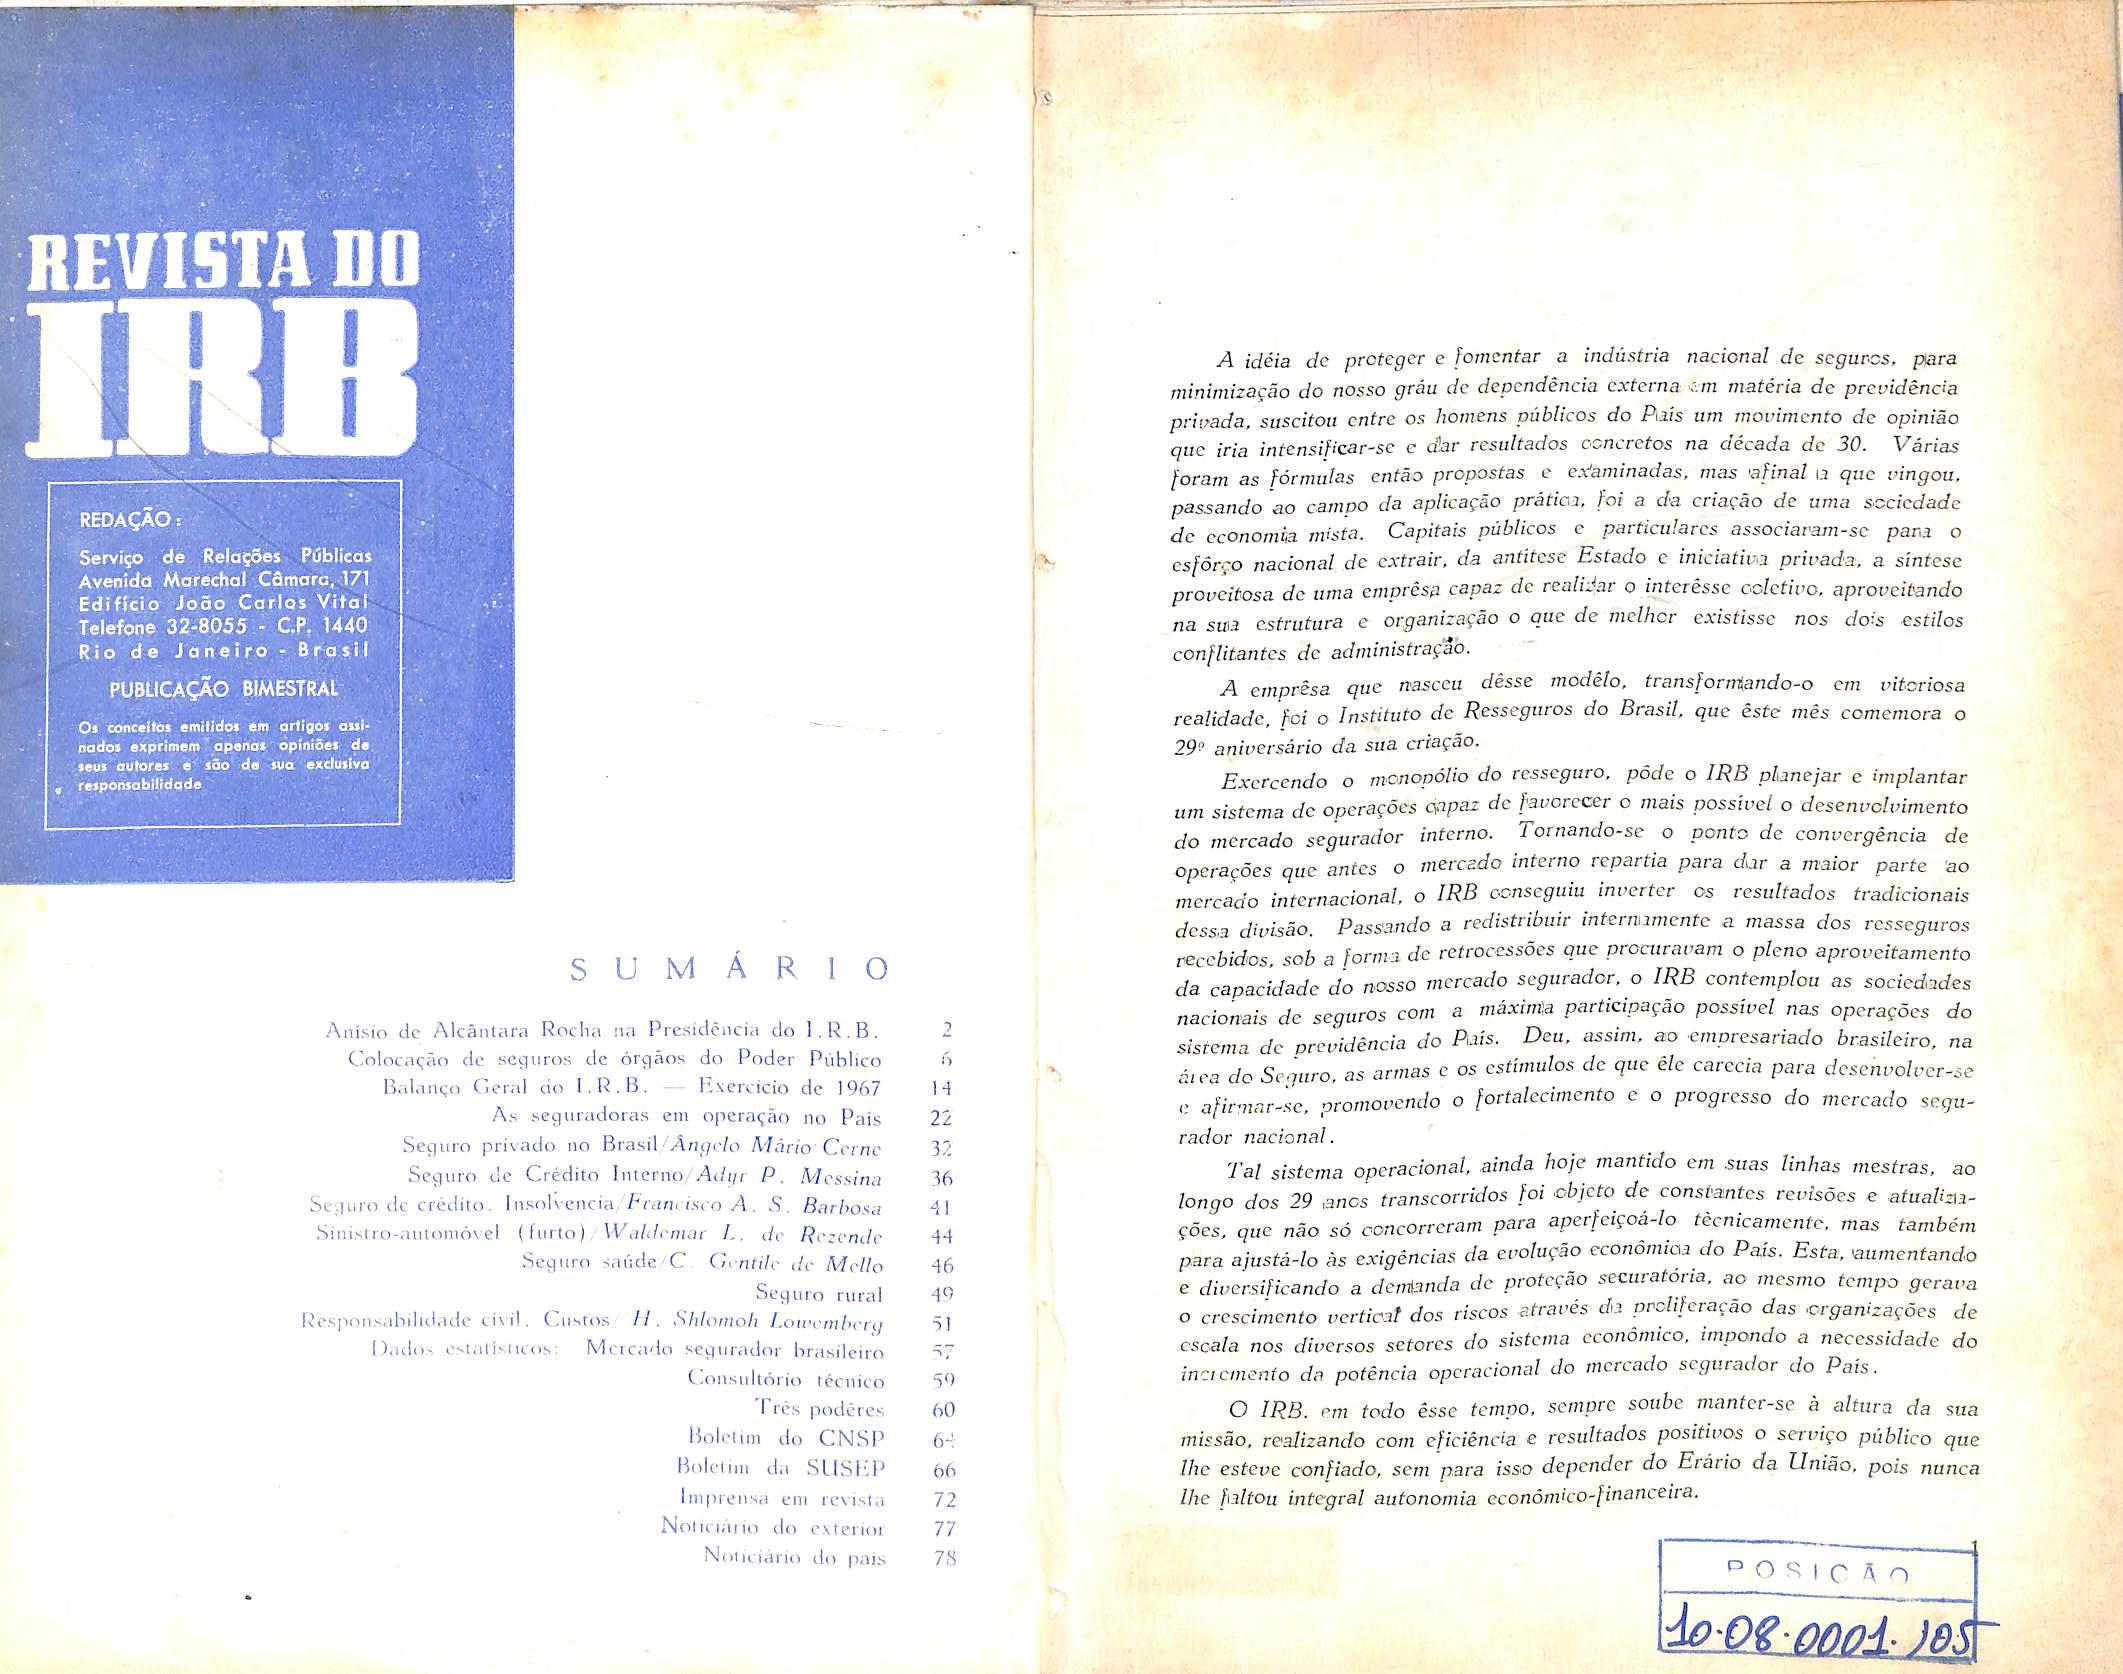 REVISTA DO
IRB
REDAÇÃO:
Serviço de Relações Públicas
Avenida Marechal Câmara, 171
Edifício João Carlos Vital
Telefone 32-8055 - C.P. 1440
Rio de Janeiro - Brasil
PUBLICAÇÃO BIMESTRAL
Os conceitos emitidos em artigos assi-
nados exprimem apenas opiniões de
seus autores e são de sua exclusiva
responsabilidade
SUMÁRIO
Anísio de Alcântara Rocha na Presidência do I.R.B. 2
Colocação de seguros de órgãos do Poder Público 6
Balanço Geral do I.R.B. — Exercício de 1967 14
As seguradoras em operação no País 22
Seguro privado no Brasil/Ângelo Mário Cerne 32
Seguro de Crédito Interno/Adyr P. Messina 36
Seguro de crédito. Insolvencia/Francisco A. S. Barbosa 41
Sinistro-automóvel (furto)/Waldemar L. de Rezende 44
Seguro saúde/C. Gentile de Mello 46
Seguro rural 49
Responsabilidade civil. Custos/ H. Shlomoh Lowemberg 51
Dados estatísticos: Mercado segurador brasileiro 57
Consultório técnico 59
Três podêres 60
Boletim do CNSP 64
Boletim da SUSEP 66
Imprensa em revista 72
Noticiário do exterior 77
Noticiário do país 78
A idéia de proteger e fomentar a indústria nacional de seguros, para
minimização do nosso gráu de dependência externa em matéria de previdência
privada, suscitou entre os homens públicos do País um movimento de opinião
que iria intensificar-se e dar resultados concretos na década de 30. Várias
foram as fórmulas então propostas e examinadas, mas afinal a que vingou,
passando ao campo da aplicação prática, foi a da criação de uma sociedade
de economia mista. Capitais públicos e particulares associaram-se para o
esfôrço nacional de extrair, da antítese Estado e iniciativa privada, a síntese
proveitosa de uma emprêsa capaz de realizar o interêsse coletivo, aproveitando
na sua estrutura e organização o que de melhor existisse nos dois estilos
conflitantes de administração.
A emprêsa que nasceu dêsse modêlo, transformando-o em vitoriosa
realidade, foi o Instituto de Resseguros do Brasil, que êste mês comemora o
29º aniversário da sua criação.
Exercendo o monopólio do resseguro, pôde o IRB planejar e implantar
um sistema de operações capaz de favorecer o mais possível o desenvolvimento
do mercado segurador interno. Tornando-se o ponto de convergência de
operações que antes o mercado interno repartia para dar a maior parte ao
mercado internacional, o IRB conseguiu inverter os resultados tradicionais
dessa divisão. Passando a redistribuir internamente a massa dos resseguros
recebidos, sob a forma de retrocessões que procuravam o pleno aproveitamento
da capacidade do nosso mercado segurador, o IRB contemplou as sociedades
nacionais de seguros com a máxima participação possível nas operações do
sistema de previdência do País. Deu, assim, ao empresariado brasileiro, na
área do Seguro, as armas e os estímulos de que êle carecia para desenvolver-se
e afirmar-se, promovendo o fortalecimento e o progresso do mercado segu-
rador nacional.
Tal sistema operacional, ainda hoje mantido em suas linhas mestras, ao
longo dos 29 anos transcorridos foi objeto de constantes revisões e atualiza-
ções, que não só concorreram para aperfeiçoá-lo tècnicamente, mas também
para ajustá-lo às exigências da evolução econômica do País. Esta, aumentando
e diversificando a demanda de proteção securatória, ao mesmo tempo gerava
o crescimento vertical dos riscos através da proliferação das organizações de
escala nos diversos setores do sistema econômico, impondo a necessidade do
incremento da potência operacional do mercado segurador do País.
O IRB, em todo êsse tempo, sempre soube manter-se à altura da sua
missão, realizando com eficiência e resultados positivos o serviço público que
lhe esteve confiado, sem para isso depender do Erário da União, pois nunca
lhe faltou integral autonomia econômico-financeira.
POSIÇÃO
10.08.0001.105